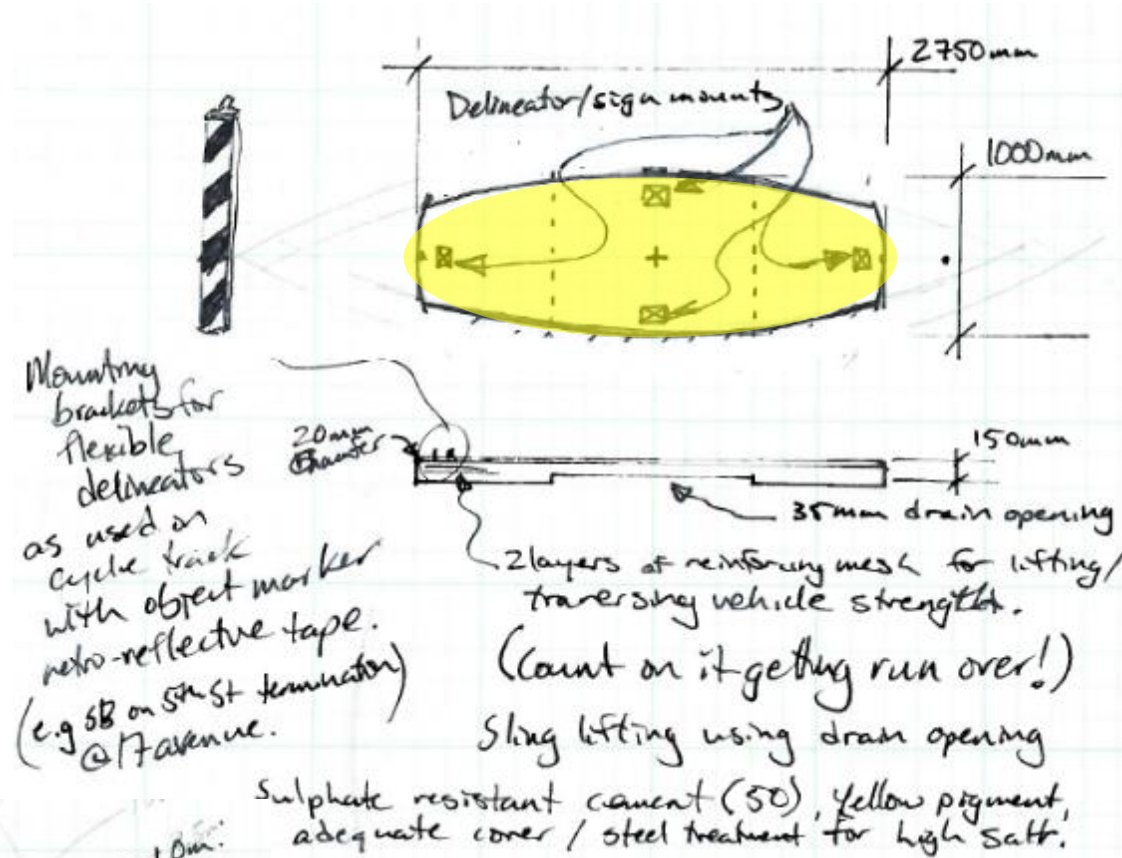 2750mm
Delineator/sign mounts
1000mm
Mounting
brackets for
flexible
delineators
as used on
cycle track
with object marker
retro-reflective tape.
(e.g SB on 5th St termination)
@17 avenue.
20mm
Chamfer
150mm
35mm drain opening
2 layers of reinforcing mesh for lifting/
traversing vehicle strength.
(Count on it getting run over!)
Sling lifting using drain opening
Sulphate resistant cement (50), yellow pigment,
adequate cover / steel treatment for high salt.